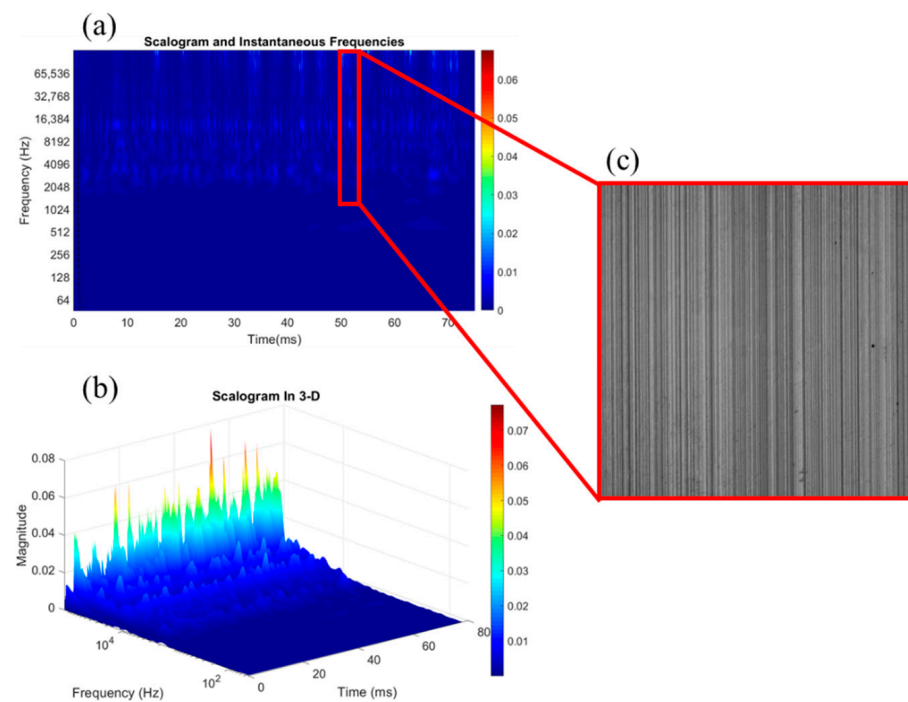 (a)
Scalogram and Instantaneous Frequencies
65,536
32,768
16,384
8192
4096
2048
1024
512
256
128
64
Frequency (Hz)
0 10 20 30 40 50 60 70
Time(ms)
0.06
0.05
0.04
0.03
0.02
0.01
0
(c)
(b)
Scalogram In 3-D
0.08
0.06
0.04
0.02
0
Magnitude
10^4
10^2
Frequency (Hz)
0 20 40 60 80
Time (ms)
0.07
0.06
0.05
0.04
0.03
0.02
0.01